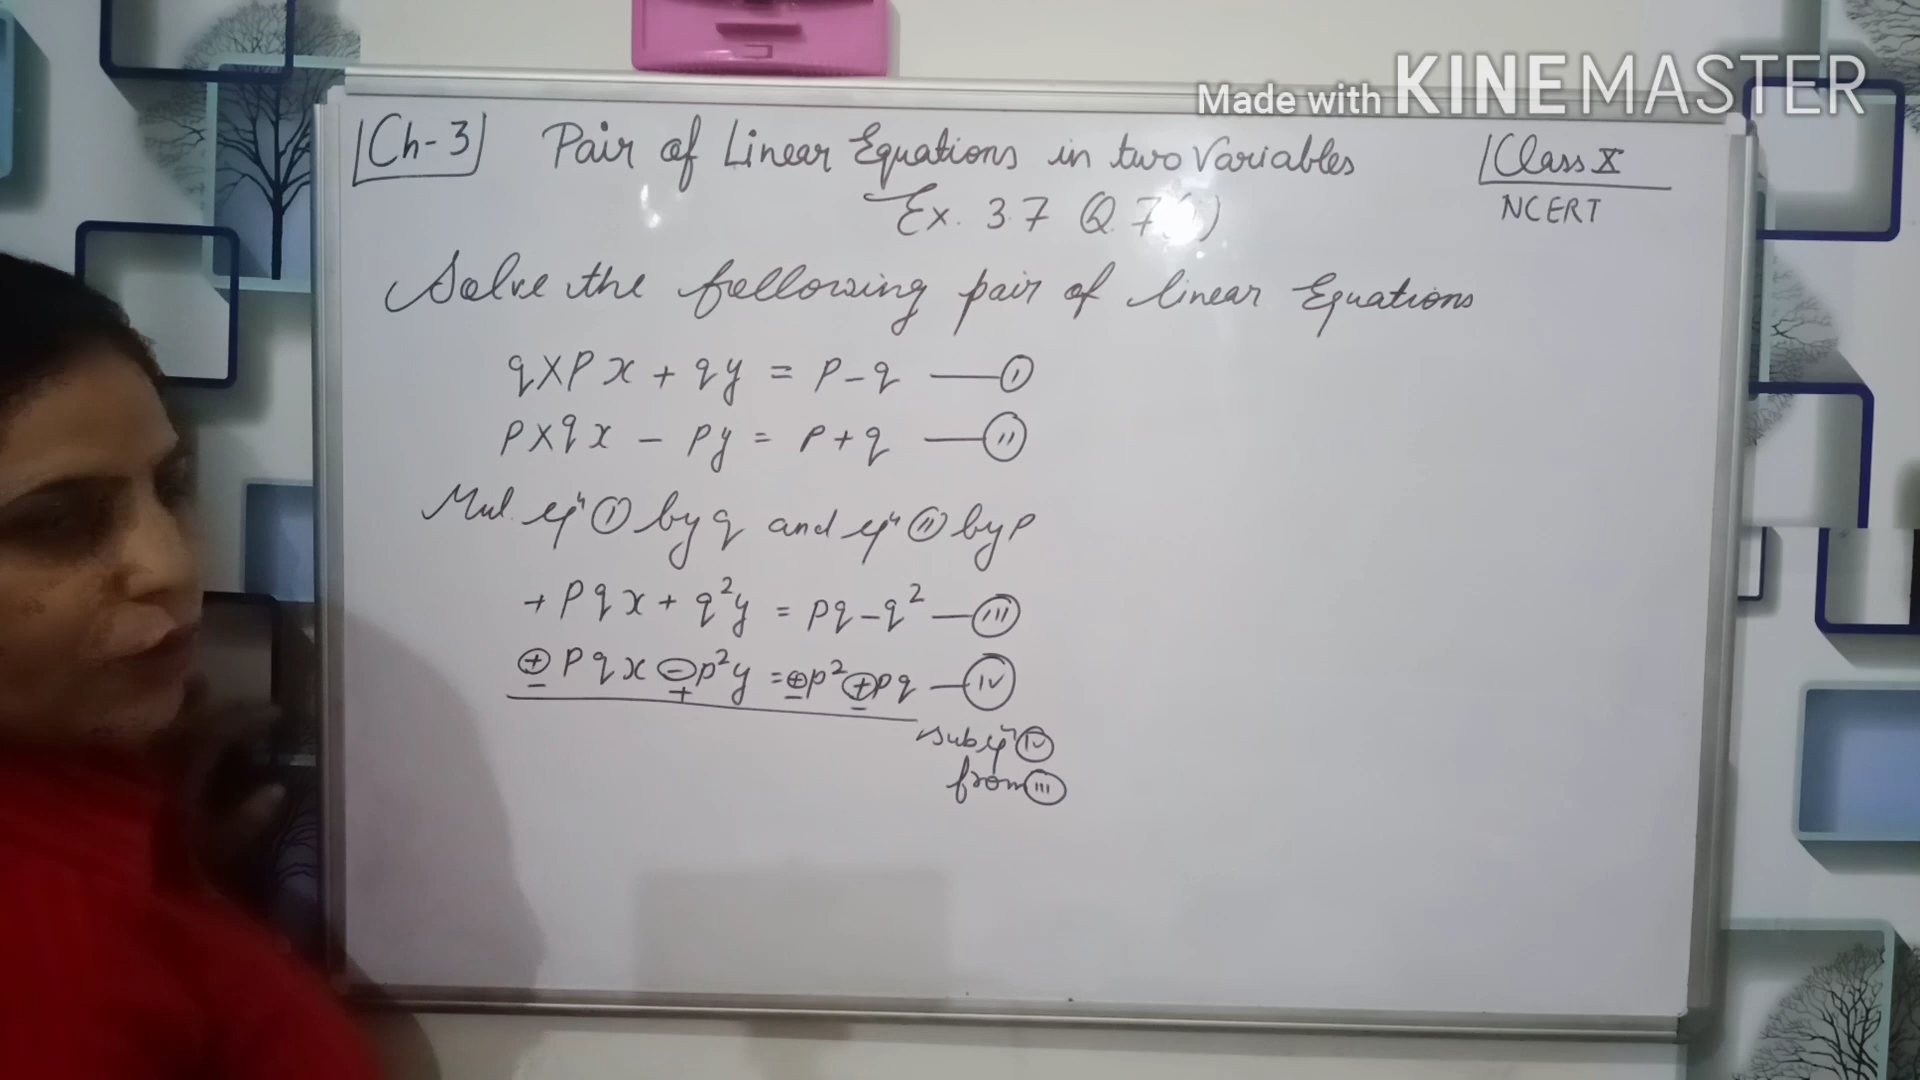 Made with KINEMASTER
Ch-3 Pair of Linear Equations in two Variables Class X
NCERT
Ex. 3.7 Q.7
Solve the following pair of linear Equations
q×px + qy = p-q —(i)
p×qx - py = p+q —(ii)
Mul. eqn (i) by q and eqn (ii) by p
+pqx + q²y = pq - q² —(iii)
⊕pqx ⊖p²y = ⊕p² ⊕pq —(iv)
- + - -
sub eqn (iv)
from (iii)